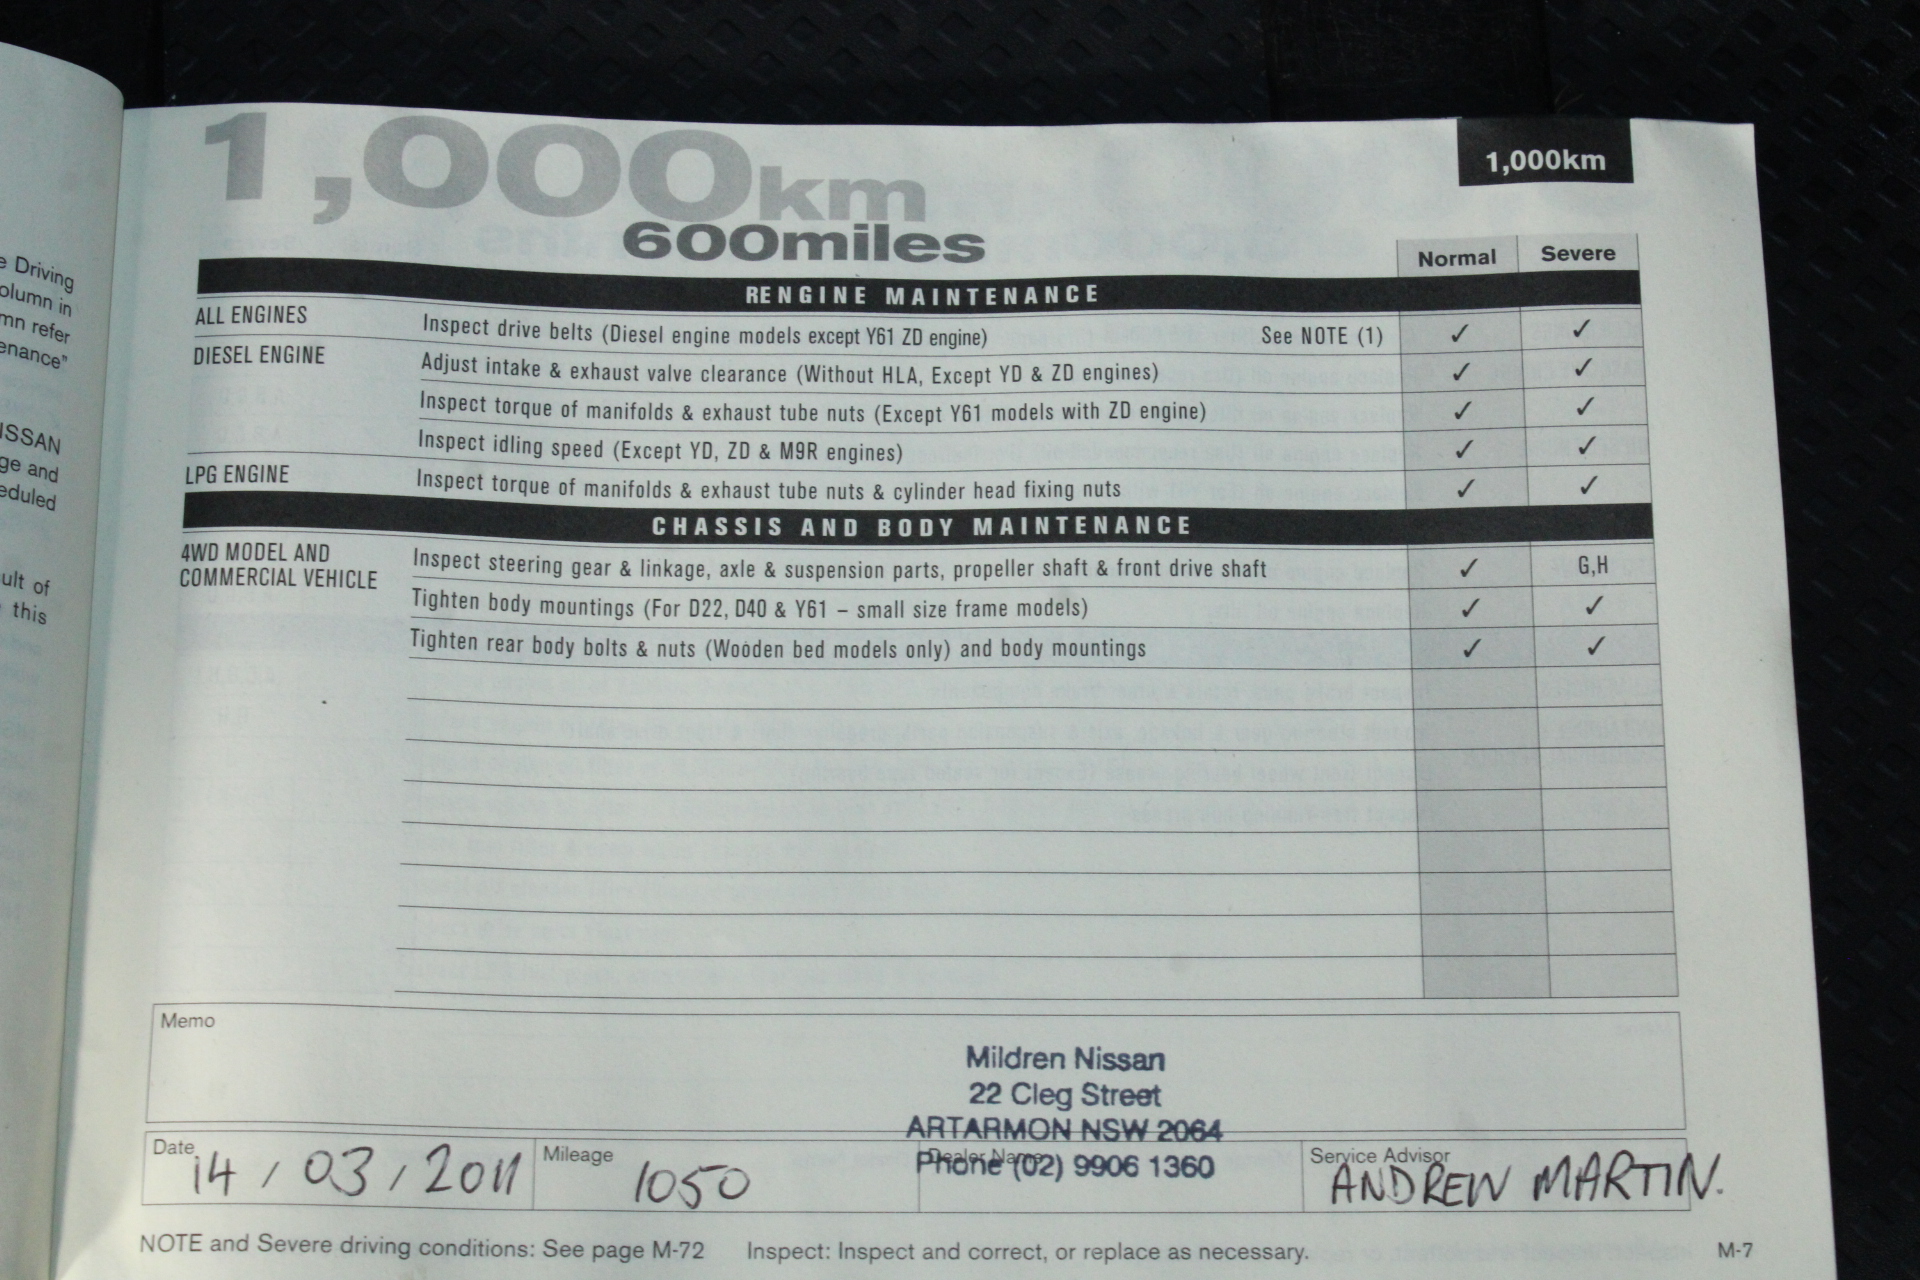 e Driving
olumn in
mn refer
enance"
ISSAN
ge and
eduled
ult of
this
1,000km
600miles
1,000km
Normal Severe
RENGINE MAINTENANCE
ALL ENGINES Inspect drive belts (Diesel engine models except Y61 ZD engine) See NOTE (1) ✓ ✓
DIESEL ENGINE Adjust intake & exhaust valve clearance (Without HLA, Except YD & ZD engines) ✓ ✓
Inspect torque of manifolds & exhaust tube nuts (Except Y61 models with ZD engine) ✓ ✓
Inspect idling speed (Except YD, ZD & M9R engines) ✓ ✓
LPG ENGINE Inspect torque of manifolds & exhaust tube nuts & cylinder head fixing nuts ✓ ✓
CHASSIS AND BODY MAINTENANCE
4WD MODEL AND
COMMERCIAL VEHICLE
Inspect steering gear & linkage, axle & suspension parts, propeller shaft & front drive shaft ✓ G,H
Tighten body mountings (For D22, D40 & Y61 – small size frame models) ✓ ✓
Tighten rear body bolts & nuts (Wooden bed models only) and body mountings ✓ ✓
Memo
Mildren Nissan
22 Cleg Street
ARTARMON NSW 2064
Phone (02) 9906 1360
Date 14/03/2011
Mileage 1050
Dealer Name
Service Advisor ANDREW MARTIN.
NOTE and Severe driving conditions: See page M-72 Inspect: Inspect and correct, or replace as necessary. M-7